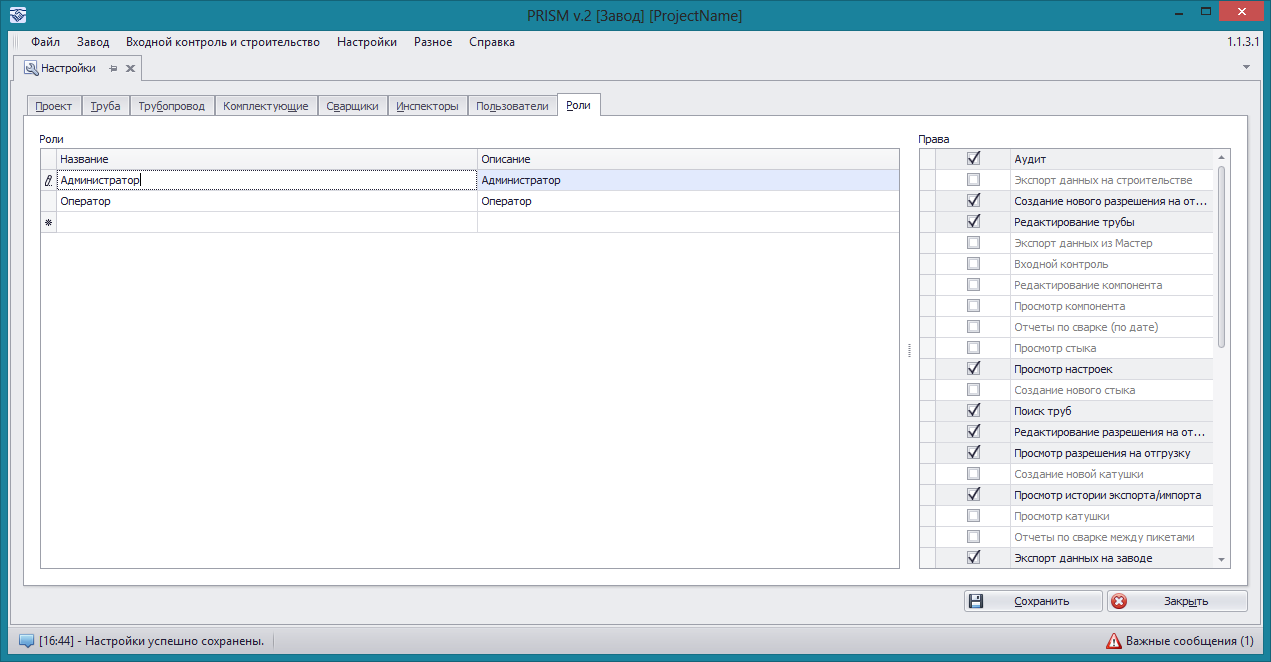 PRISM v.2 [Завод] [ProjectName]
Файл Завод Входной контроль и строительство Настройки Разное Справка 1.1.3.1
Настройки
Проект Труба Трубопровод Комплектующие Сварщики Инспекторы Пользователи Роли
Роли
Название Описание
Администратор Администратор
Оператор Оператор
Права
Аудит
Экспорт данных на строительстве
Создание нового разрешения на от...
Редактирование трубы
Экспорт данных из Мастер
Входной контроль
Редактирование компонента
Просмотр компонента
Отчеты по сварке (по дате)
Просмотр стыка
Просмотр настроек
Создание нового стыка
Поиск труб
Редактирование разрешения на от...
Просмотр разрешения на отгрузку
Создание новой катушки
Просмотр истории экспорта/импорта
Просмотр катушки
Отчеты по сварке между пикетами
Экспорт данных на заводе
Сохранить Закрыть
[16:44] - Настройки успешно сохранены. Важные сообщения (1)